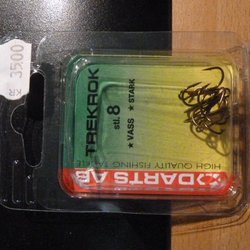 KR 3500
TREKROK
stl. 8
★ VASS ★ STARK
DARTS AB
HIGH QUALITY FISHING TACKLE